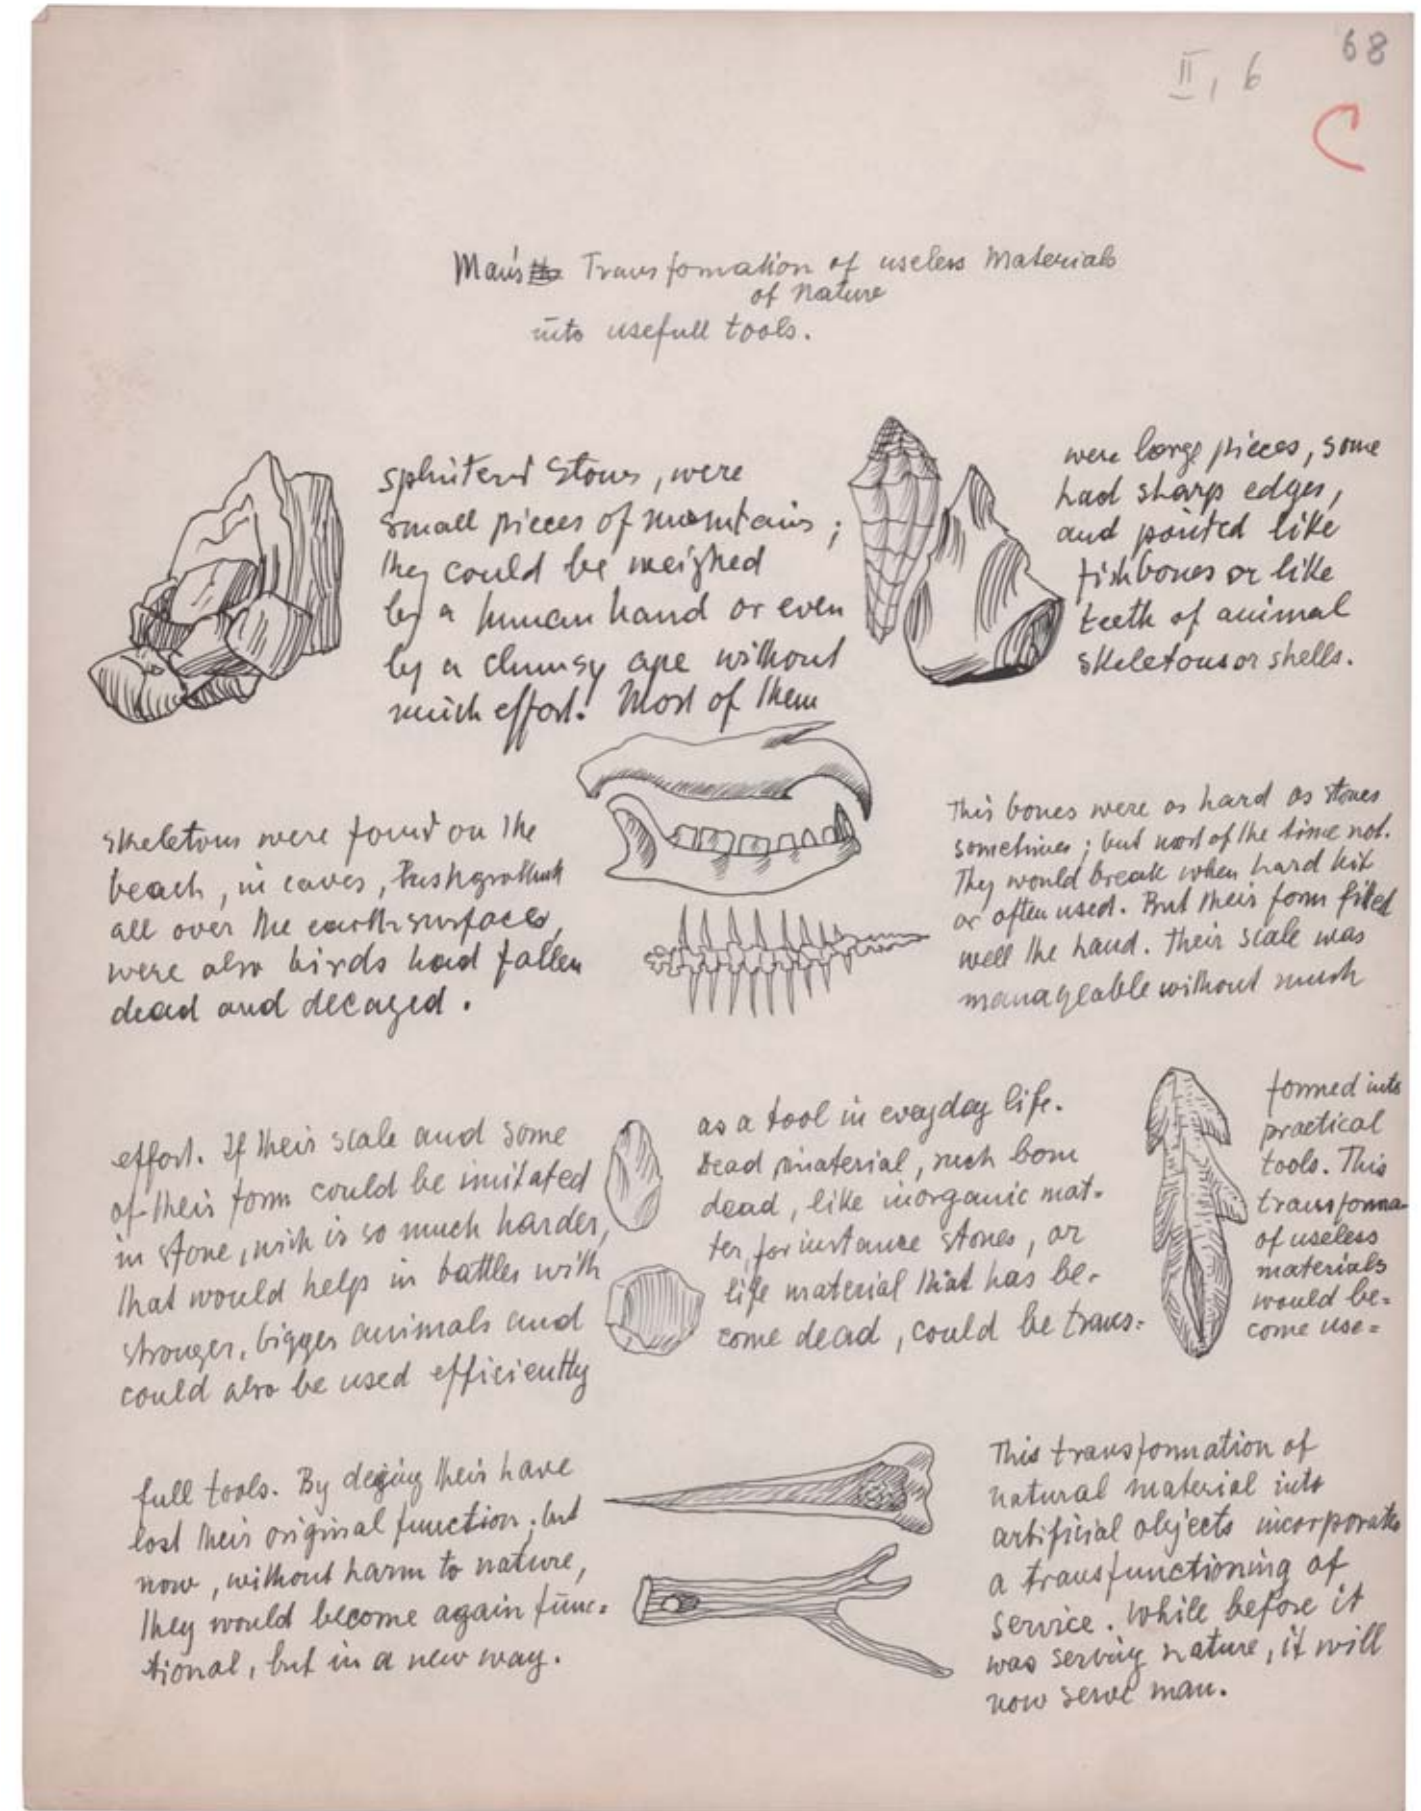 68
II, 6
C
Man's Transformation of useless Materials
of Nature
into usefull tools.
splintered stones, were
small pieces of mountains;
they could be weighed
by a human hand or even
by a clumsy ape without
much effort. Most of them
were large pieces, some
had sharp edges,
and pointed like
fishbones or like
teeth of animal
skeletons or shells.
skeletons were found on the
beach, in caves,
all over the earth surfaces,
were also birds had fallen
dead and decayed.
This bones were as hard as stones
sometimes; but most of the time not.
They would break when hard hit
or often used. But their form fited
well the hand. Their scale was
manageable without much
effort. If their scale and some
of their form could be imitated
in stone, wich is so much harder,
that would helps in battles with
stronger, bigger animals and
could also be used efficiently
as a tool in everyday life.
Dead material, such born
dead, like inorganic mat-
ter, for instance stones, or
life material that has be-
come dead, could be trans-
formed into
practical
tools. This
transforma-
of useless
materials
would be-
come use=
full tools. By dying their have
lost their original function, but
now, without harm to nature,
they would become again func-
tional, but in a new way.
This transformation of
natural material into
artificial objects incorporates
a transfunctioning of
service. While before it
was serving nature, it will
now serve man.